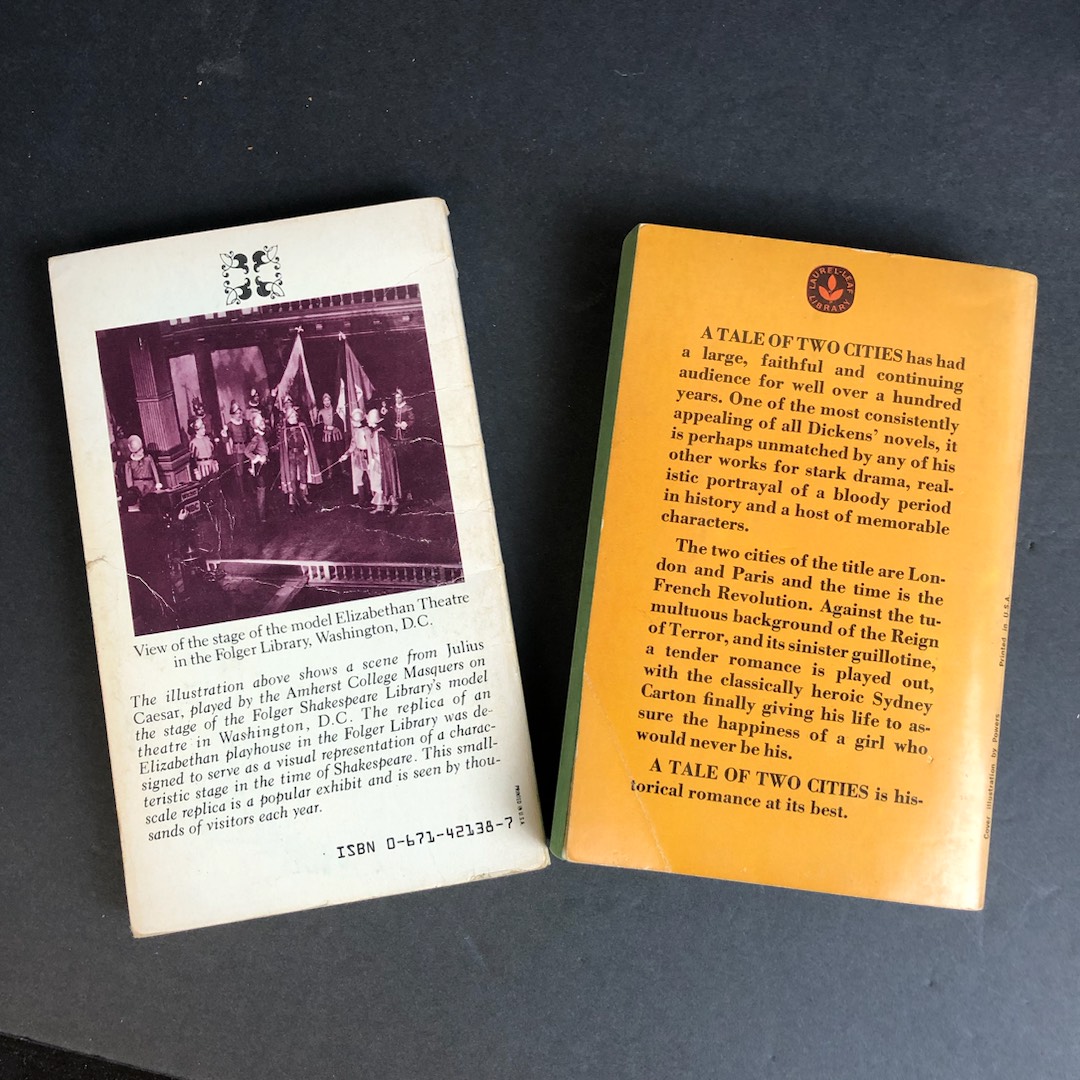 View of the stage of the model Elizabethan Theatre
in the Folger Library, Washington, D.C.
The illustration above shows a scene from Julius
Caesar, played by the Amherst College Masquers on
the stage of the Folger Shakespeare Library's model
theatre in Washington, D.C. The replica of an
Elizabethan playhouse in the Folger Library was de-
signed to serve as a visual representation of a charac-
teristic stage in the time of Shakespeare. This small-
scale replica is a popular exhibit and is seen by thou-
sands of visitors each year.
ISBN 0-671-42138-7
PRINTED IN U.S.A.
LAUREL-LEAF
LIBRARY
A TALE OF TWO CITIES has had
a large, faithful and continuing
audience for well over a hundred
years. One of the most consistently
appealing of all Dickens' novels, it
is perhaps unmatched by any of his
other works for stark drama, real-
istic portrayal of a bloody period
in history and a host of memorable
characters.
The two cities of the title are Lon-
don and Paris and the time is the
French Revolution. Against the tu-
multuous background of the Reign
of Terror, and its sinister guillotine,
a tender romance is played out,
with the classically heroic Sydney
Carton finally giving his life to as-
sure the happiness of a girl who
would never be his.
A TALE OF TWO CITIES is his-
torical romance at its best.
Cover illustration by Powers
Printed in U.S.A.